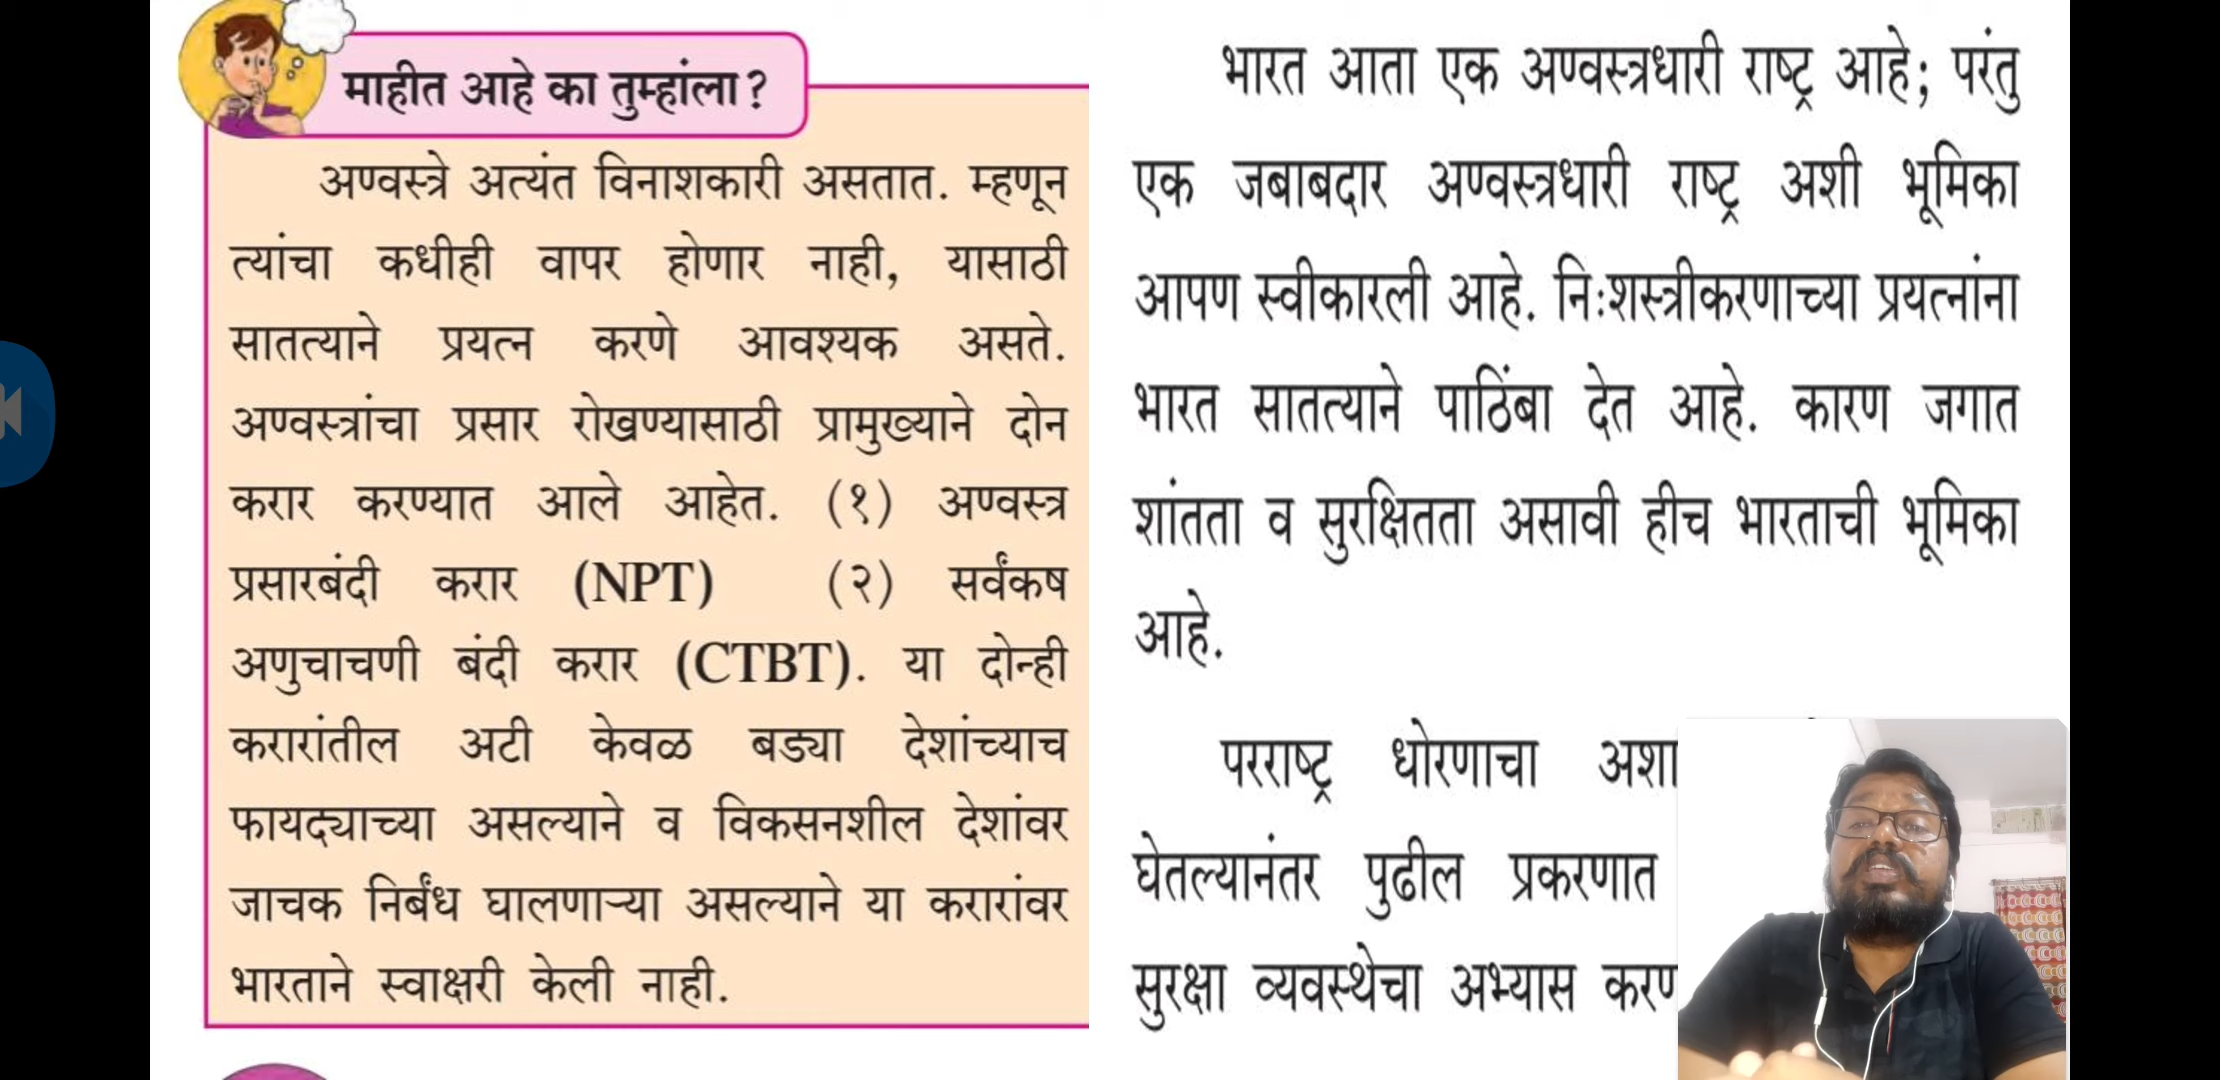 माहीत आहे का तुम्हांला?
अण्वस्त्रे अत्यंत विनाशकारी असतात. म्हणून
त्यांचा कधीही वापर होणार नाही, यासाठी
सातत्याने प्रयत्न करणे आवश्यक असते.
अण्वस्त्रांचा प्रसार रोखण्यासाठी प्रामुख्याने दोन
करार करण्यात आले आहेत. (१) अण्वस्त्र
प्रसारबंदी करार (NPT) (२) सर्वंकष
अणुचाचणी बंदी करार (CTBT). या दोन्ही
करारांतील अटी केवळ बड्या देशांच्याच
फायद्याच्या असल्याने व विकसनशील देशांवर
जाचक निर्बंध घालणाऱ्या असल्याने या करारांवर
भारताने स्वाक्षरी केली नाही.
भारत आता एक अण्वस्त्रधारी राष्ट्र आहे; परंतु
एक जबाबदार अण्वस्त्रधारी राष्ट्र अशी भूमिका
आपण स्वीकारली आहे. निःशस्त्रीकरणाच्या प्रयत्नांना
भारत सातत्याने पाठिंबा देत आहे. कारण जगात
शांतता व सुरक्षितता असावी हीच भारताची भूमिका
आहे.
परराष्ट्र धोरणाचा
घेतल्यानंतर पुढील प्रकरणात
सुरक्षा व्यवस्थेचा अभ्यास